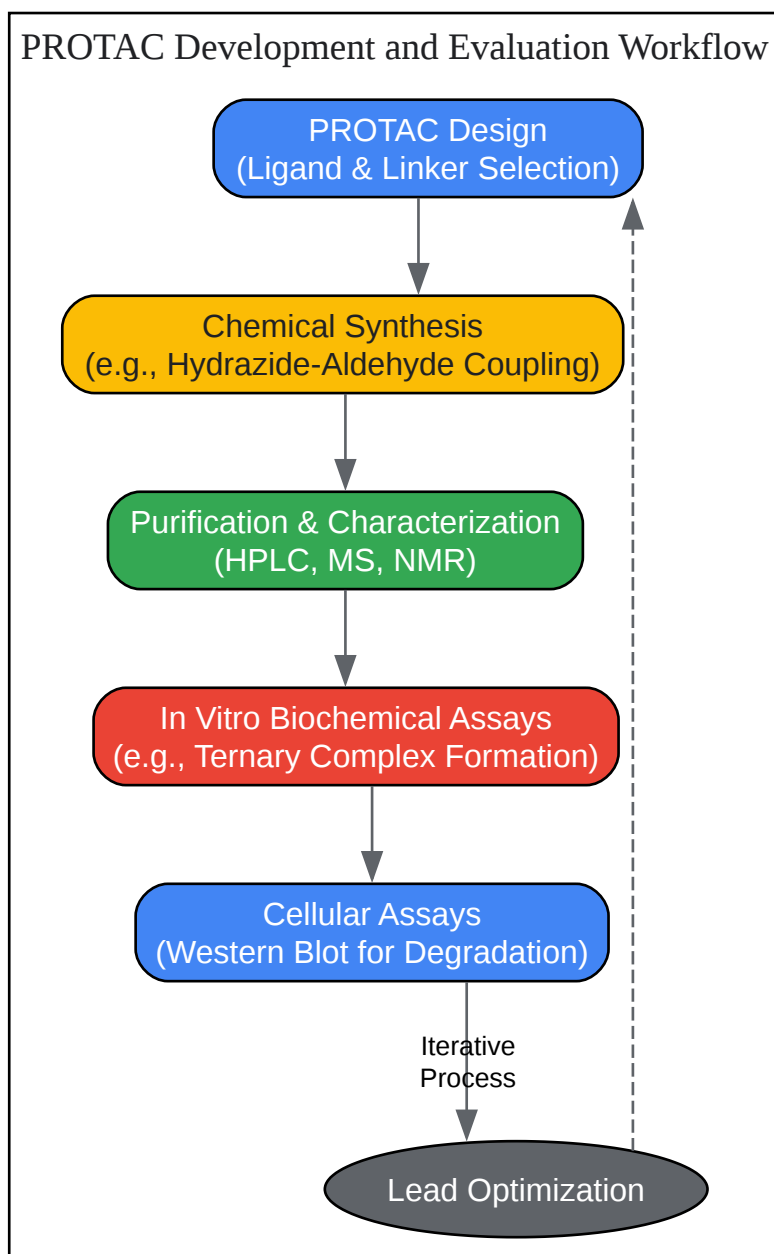 PROTAC Development and Evaluation Workflow
PROTAC Design
(Ligand & Linker Selection)
Chemical Synthesis
(e.g., Hydrazide-Aldehyde Coupling)
Purification & Characterization
(HPLC, MS, NMR)
In Vitro Biochemical Assays
(e.g., Ternary Complex Formation)
Cellular Assays
(Western Blot for Degradation)
Iterative
Process
Lead Optimization